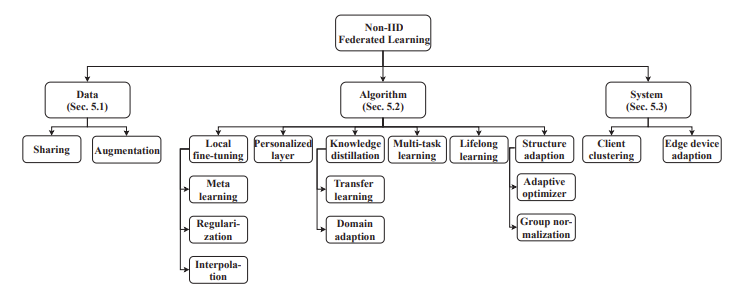 Non-IID
Federated Learning
Data
(Sec. 5.1)
Algorithm
(Sec. 5.2)
System
(Sec. 5.3)
Sharing
Augmentation
Local
fine-tuning
Personalized
layer
Knowledge
distillation
Multi-task
learning
Lifelong
learning
Structure
adaption
Client
clustering
Edge device
adaption
Meta
learning
Transfer
learning
Adaptive
optimizer
Regulari-
zation
Domain
adaption
Group nor-
malization
Interpola-
tion